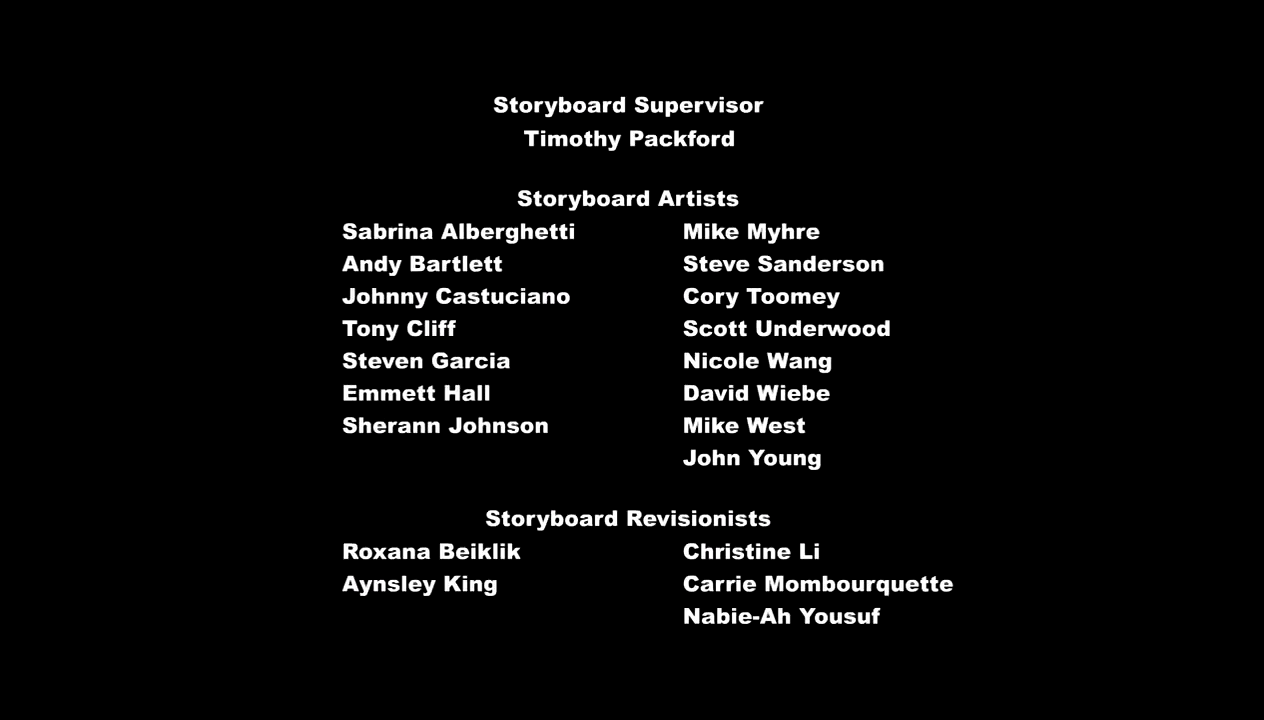 Storyboard Supervisor
Timothy Packford
Storyboard Artists
Sabrina Alberghetti
Andy Bartlett
Johnny Castuciano
Tony Cliff
Steven Garcia
Emmett Hall
Sherann Johnson
Mike Myhre
Steve Sanderson
Cory Toomey
Scott Underwood
Nicole Wang
David Wiebe
Mike West
John Young
Storyboard Revisionists
Roxana Beiklik
Aynsley King
Christine Li
Carrie Mombourquette
Nabie-Ah Yousuf